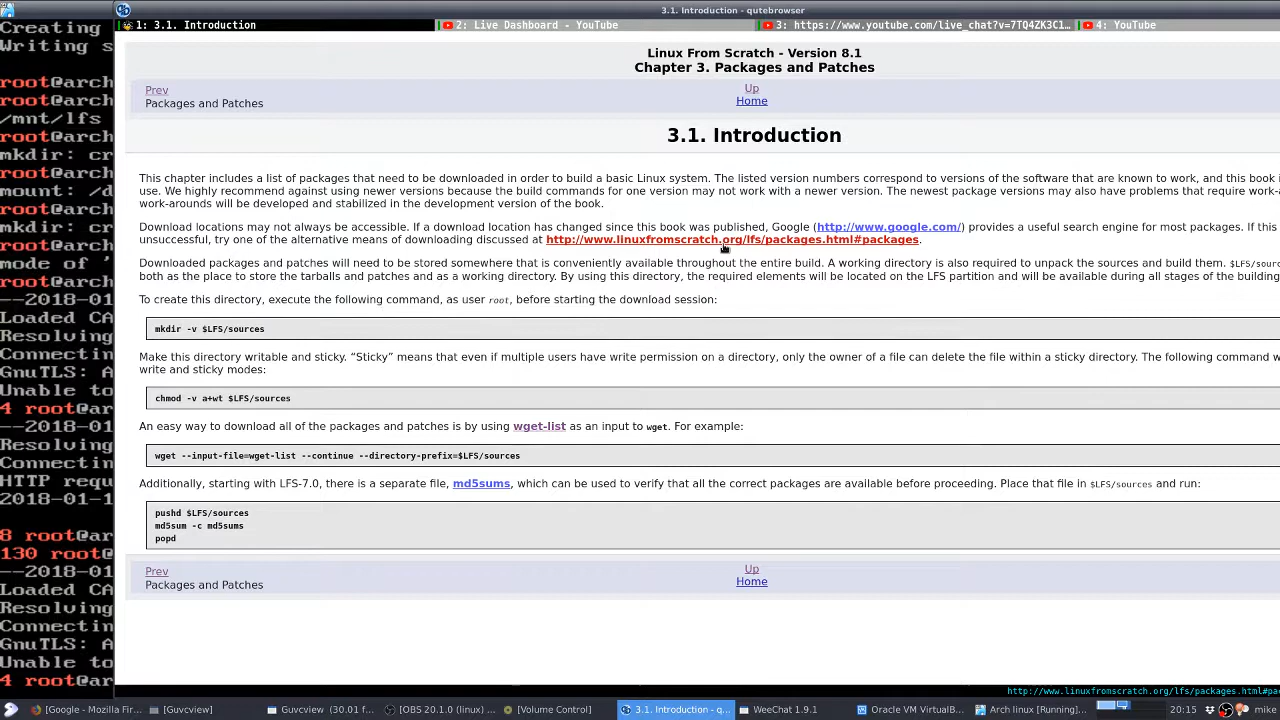 3.1. Introduction - qutebrowser
1: 3.1. Introduction
2: Live Dashboard - YouTube
3: https://www.youtube.com/live_chat?v=7TQ4ZK3C1…
4: YouTube
Creating
Writing s
root@arch
root@arch
/mnt/lfs
root@arch
mkdir: cr
root@arch
mount: /d
root@arch
mkdir: cr
mode of '
root@arch
--2018-01
Loaded CA
Resolving
Connectin
GnuTLS: A
Unable to
4 root@ar
--2018-01
Resolving
Connectin
HTTP requ
2018-01-1
8 root@ar
130 root@
--2018-01
Loaded CA
Resolving
Connectin
GnuTLS: A
Unable to
4 root@ar
Linux From Scratch - Version 8.1
Chapter 3. Packages and Patches
Prev
Packages and Patches
Up
Home
3.1. Introduction
This chapter includes a list of packages that need to be downloaded in order to build a basic Linux system. The listed version numbers correspond to versions of the software that are known to work, and this book i
use. We highly recommend against using newer versions because the build commands for one version may not work with a newer version. The newest package versions may also have problems that require work-
work-arounds will be developed and stabilized in the development version of the book.
Download locations may not always be accessible. If a download location has changed since this book was published, Google (http://www.google.com/) provides a useful search engine for most packages. If this
unsuccessful, try one of the alternative means of downloading discussed at http://www.linuxfromscratch.org/lfs/packages.html#packages.
Downloaded packages and patches will need to be stored somewhere that is conveniently available throughout the entire build. A working directory is also required to unpack the sources and build them. $LFS/sourc
both as the place to store the tarballs and patches and as a working directory. By using this directory, the required elements will be located on the LFS partition and will be available during all stages of the building
To create this directory, execute the following command, as user root, before starting the download session:
mkdir -v $LFS/sources
Make this directory writable and sticky. “Sticky” means that even if multiple users have write permission on a directory, only the owner of a file can delete the file within a sticky directory. The following command w
write and sticky modes:
chmod -v a+wt $LFS/sources
An easy way to download all of the packages and patches is by using wget-list as an input to wget. For example:
wget --input-file=wget-list --continue --directory-prefix=$LFS/sources
Additionally, starting with LFS-7.0, there is a separate file, md5sums, which can be used to verify that all the correct packages are available before proceeding. Place that file in $LFS/sources and run:
pushd $LFS/sources
md5sum -c md5sums
popd
Prev
Packages and Patches
Up
Home
http://www.linuxfromscratch.org/lfs/packages.html#pa
[Google - Mozilla Fir...
[Guvcview]
Guvcview (30.01 f...
[OBS 20.1.0 (linux) ...
[Volume Control]
3.1. Introduction - q...
WeeChat 1.9.1
Oracle VM VirtualB...
Arch linux [Running]...
20:15
mike